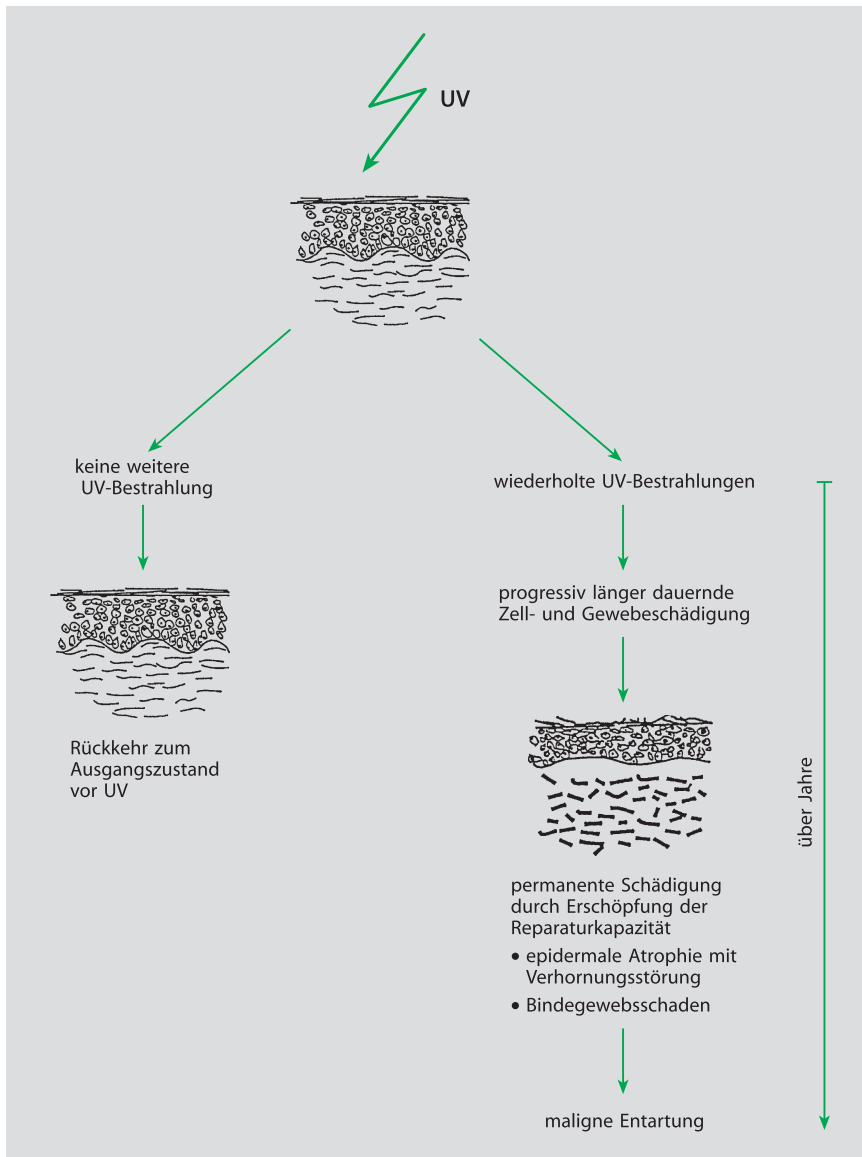 UV
keine weitere
UV-Bestrahlung
Rückkehr zum
Ausgangszustand
vor UV
wiederholte UV-Bestrahlungen
progressiv länger dauernde
Zell- und Gewebeschädigung
permanente Schädigung
durch Erschöpfung der
Reparaturkapazität
• epidermale Atrophie mit
Verhornungsstörung
• Bindegewebsschaden
maligne Entartung
über Jahre